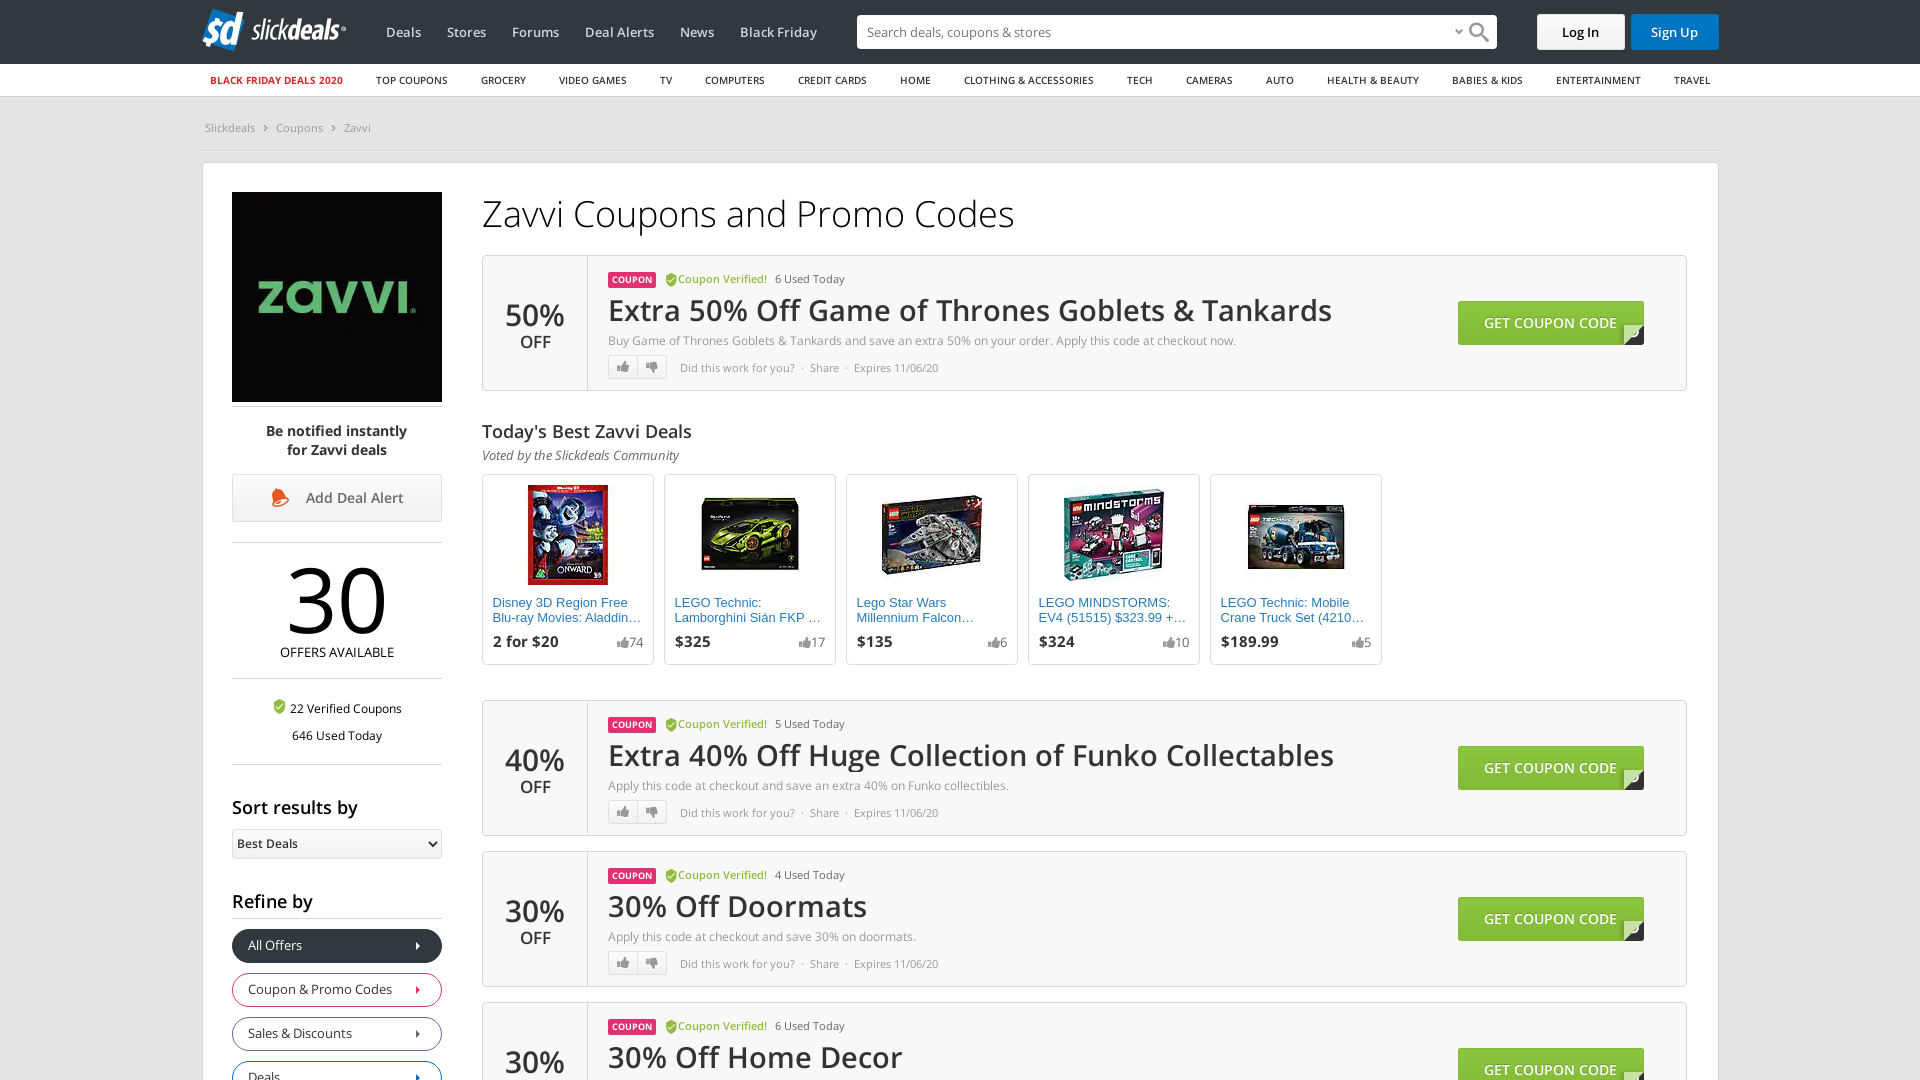 slickdeals
Deals
Stores
Forums
Deal Alerts
News
Black Friday
Search deals, coupons & stores
Log In
Sign Up
BLACK FRIDAY DEALS 2020
TOP COUPONS
GROCERY
VIDEO GAMES
TV
COMPUTERS
CREDIT CARDS
HOME
CLOTHING & ACCESSORIES
TECH
CAMERAS
AUTO
HEALTH & BEAUTY
BABIES & KIDS
ENTERTAINMENT
TRAVEL
Slickdeals
Coupons
Zavvi
zavvi®
Be notified instantly
for Zavvi deals
Add Deal Alert
30
OFFERS AVAILABLE
22 Verified Coupons
646 Used Today
Sort results by
Best Deals
Refine by
All Offers
Coupon & Promo Codes
Sales & Discounts
Deals
Zavvi Coupons and Promo Codes
50%
OFF
COUPON Coupon Verified! 6 Used Today
Extra 50% Off Game of Thrones Goblets & Tankards
Buy Game of Thrones Goblets & Tankards and save an extra 50% on your order. Apply this code at checkout now.
Did this work for you? · Share · Expires 11/06/20
GET COUPON CODE
Today's Best Zavvi Deals
Voted by the Slickdeals Community
ONWARD
Disney 3D Region Free
Blu-ray Movies: Aladdin…
2 for $20
74
LEGO Technic:
Lamborghini Sián FKP …
$325
17
Lego Star Wars
Millennium Falcon…
$135
6
MINDSTORMS
LEGO MINDSTORMS:
EV4 (51515) $323.99 +…
$324
10
TECHNIC
LEGO Technic: Mobile
Crane Truck Set (4210…
$189.99
5
40%
OFF
COUPON Coupon Verified! 5 Used Today
Extra 40% Off Huge Collection of Funko Collectables
Apply this code at checkout and save an extra 40% on Funko collectibles.
Did this work for you? · Share · Expires 11/06/20
GET COUPON CODE
30%
OFF
COUPON Coupon Verified! 4 Used Today
30% Off Doormats
Apply this code at checkout and save 30% on doormats.
Did this work for you? · Share · Expires 11/06/20
GET COUPON CODE
30%
COUPON Coupon Verified! 6 Used Today
30% Off Home Decor
GET COUPON CODE